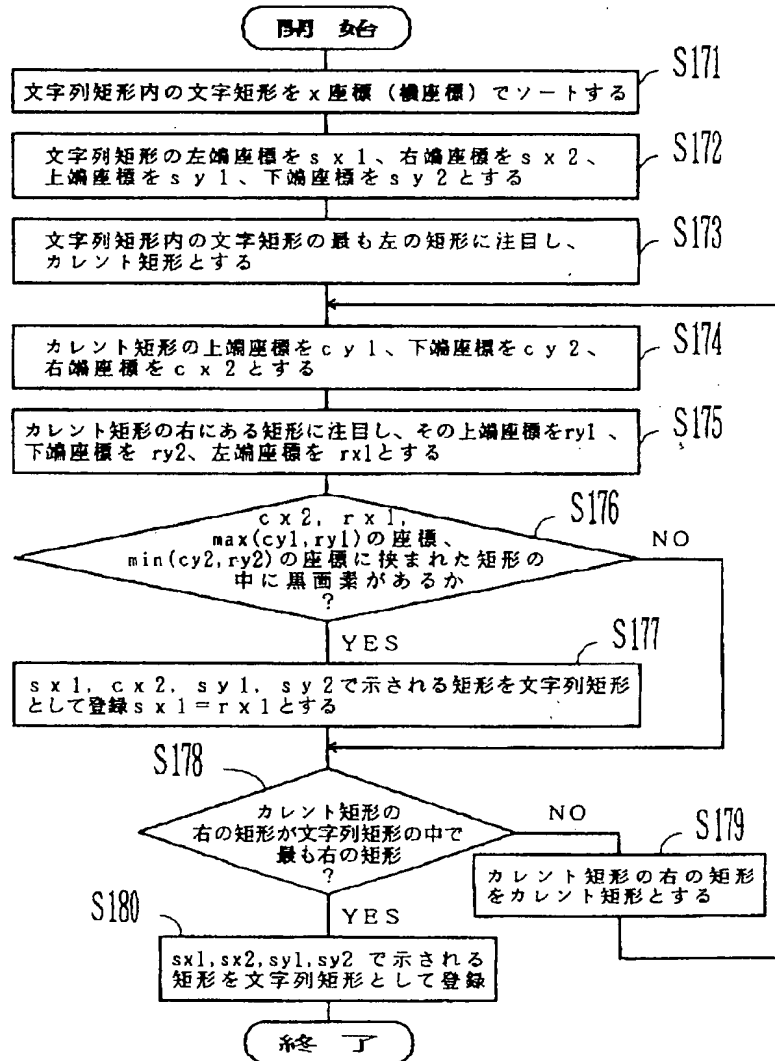 開始
S171
文字列矩形内の文字矩形をx座標(横座標)でソートする
S172
文字列矩形の左端座標をsx1、右端座標をsx2、
上端座標をsy1、下端座標をsy2とする
S173
文字列矩形内の文字矩形の最も左の矩形に注目し、
カレント矩形とする
S174
カレント矩形の上端座標をcy1、下端座標をcy2、
右端座標をcx2とする
S175
カレント矩形の右にある矩形に注目し、その上端座標をry1、
下端座標をry2、左端座標をrx1とする
S176
cx2, rx1,
max(cy1,ry1)の座標、
min(cy2,ry2)の座標に挟まれた矩形の
中に黒画素があるか
?
NO
YES
S177
sx1, cx2, sy1, sy2で示される矩形を文字列矩形
として登録sx1=rx1とする
S178
カレント矩形の
右の矩形が文字列矩形の中で
最も右の矩形
?
NO
S179
カレント矩形の右の矩形
をカレント矩形とする
YES
S180
sx1,sx2,sy1,sy2で示される
矩形を文字列矩形として登録
終了